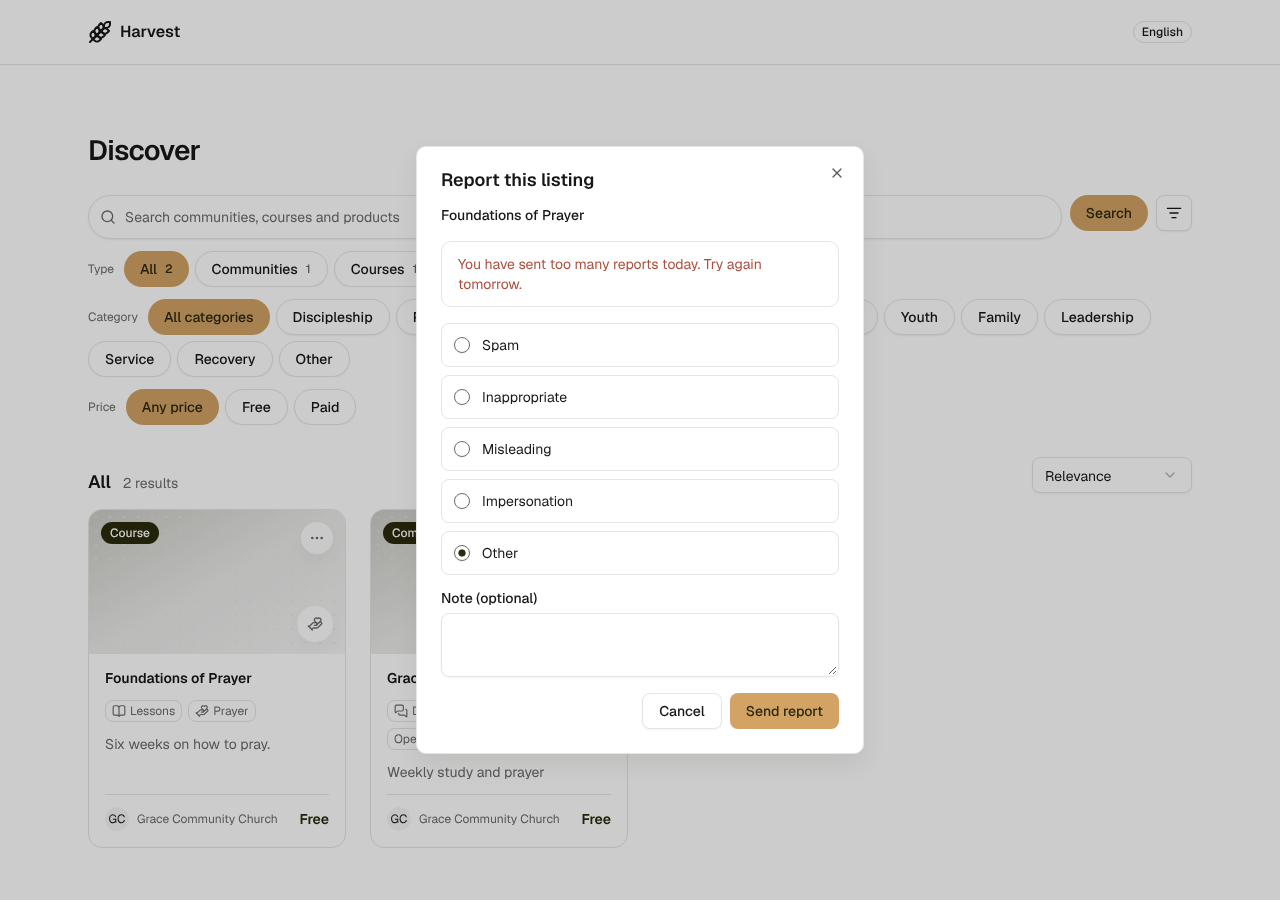 Harvest
English
Discover
Search communities, courses and products
Search
Type
All 2
Communities 1
Courses
Category
All categories
Discipleship
Youth
Family
Leadership
Service
Recovery
Other
Price
Any price
Free
Paid
All 2 results
Relevance
Course
Foundations of Prayer
Lessons
Prayer
Six weeks on how to pray.
GC Grace Community Church Free
Weekly study and prayer
GC Grace Community Church Free
Report this listing
Foundations of Prayer
You have sent too many reports today. Try again
tomorrow.
Spam
Inappropriate
Misleading
Impersonation
Other
Note (optional)
Cancel
Send report